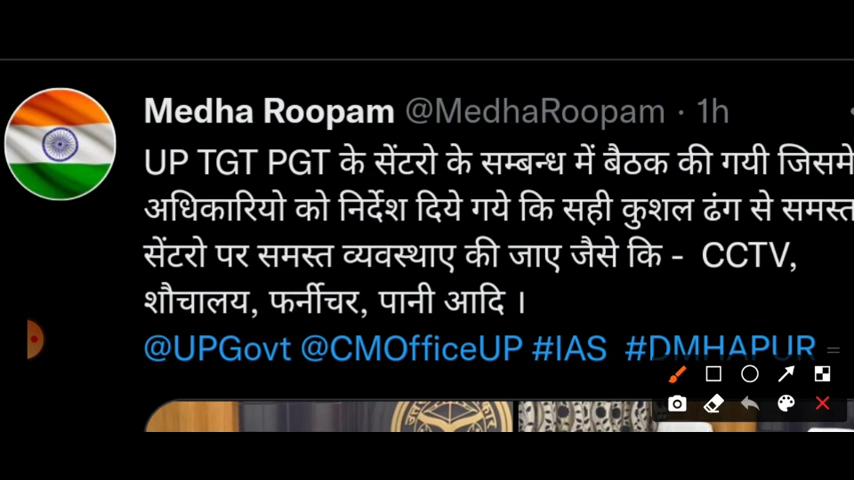 Medha Roopam @MedhaRoopam · 1h
UP TGT PGT के सेंटरो के सम्बन्ध में बैठक की गयी जिसमे
अधिकारियो को निर्देश दिये गये कि सही कुशल ढंग से समस्त
सेंटरो पर समस्त व्यवस्थाए की जाए जैसे कि - CCTV,
शौचालय, फर्नीचर, पानी आदि ।
@UPGovt @CMOfficeUP #IAS #DMHAPUR